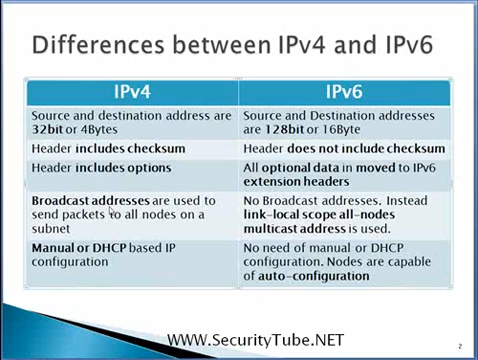 Differences between IPv4 and IPv6
IPv4
IPv6
Source and destination address are
32bit or 4Bytes
Source and Destination addresses
are 128bit or 16Byte
Header includes checksum
Header does not include checksum
Header includes options
All optional data in moved to IPv6
extension headers
Broadcast addresses are used to
send packets to all nodes on a
subnet
No Broadcast addresses. Instead
link-local scope all-nodes
multicast address is used.
Manual or DHCP based IP
configuration
No need of manual or DHCP
configuration. Nodes are capable
of auto-configuration
WWW.SecurityTube.NET
2